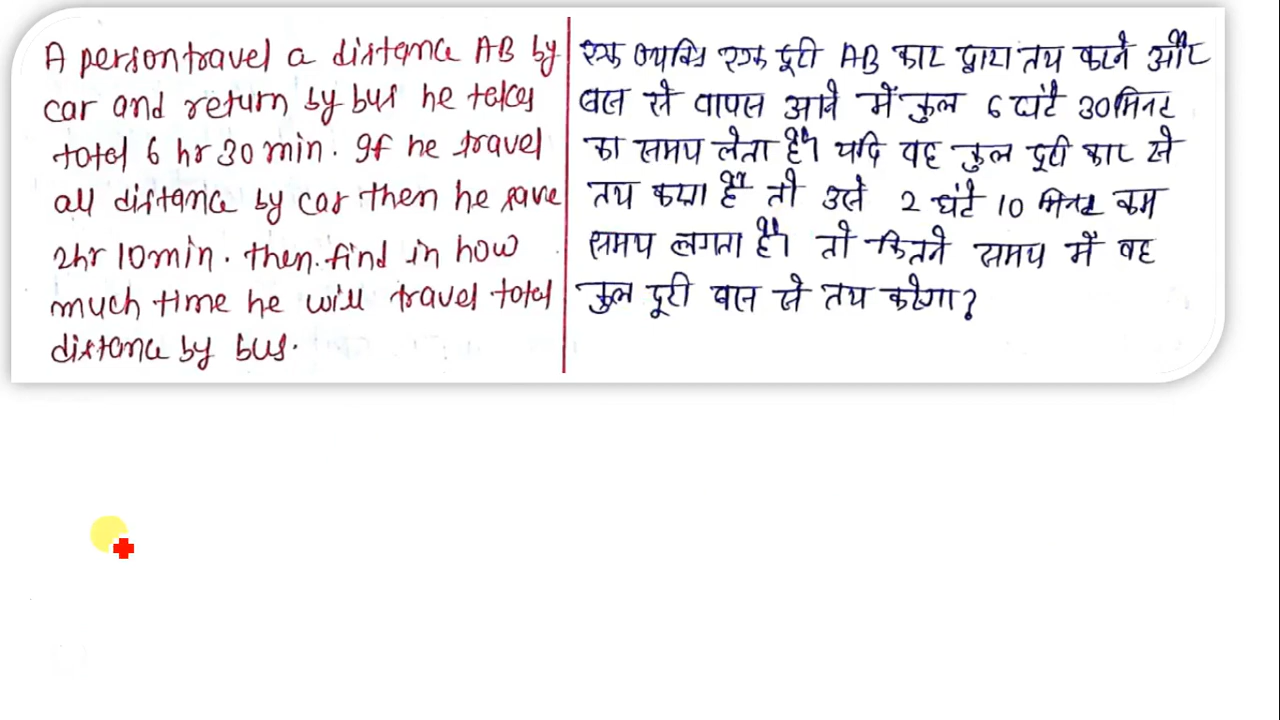 A person travel a distance AB by
car and return by bus he takes
total 6 hr 30 min. If he travel
all distance by car then he save
2hr 10min. then find in how
much time he will travel total
distance by bus.
एक व्यक्ति एक दूरी AB कार द्वारा तय करने और
बस से वापस आने में कुल 6 घंटे 30 मिनट
का समय लेता है। यदि वह कुल दूरी कार से
तय करता है तो उसे 2 घंटे 10 मिनट कम
समय लगता है। तो कितने समय में वह
कुल दूरी बस से तय करेगा?